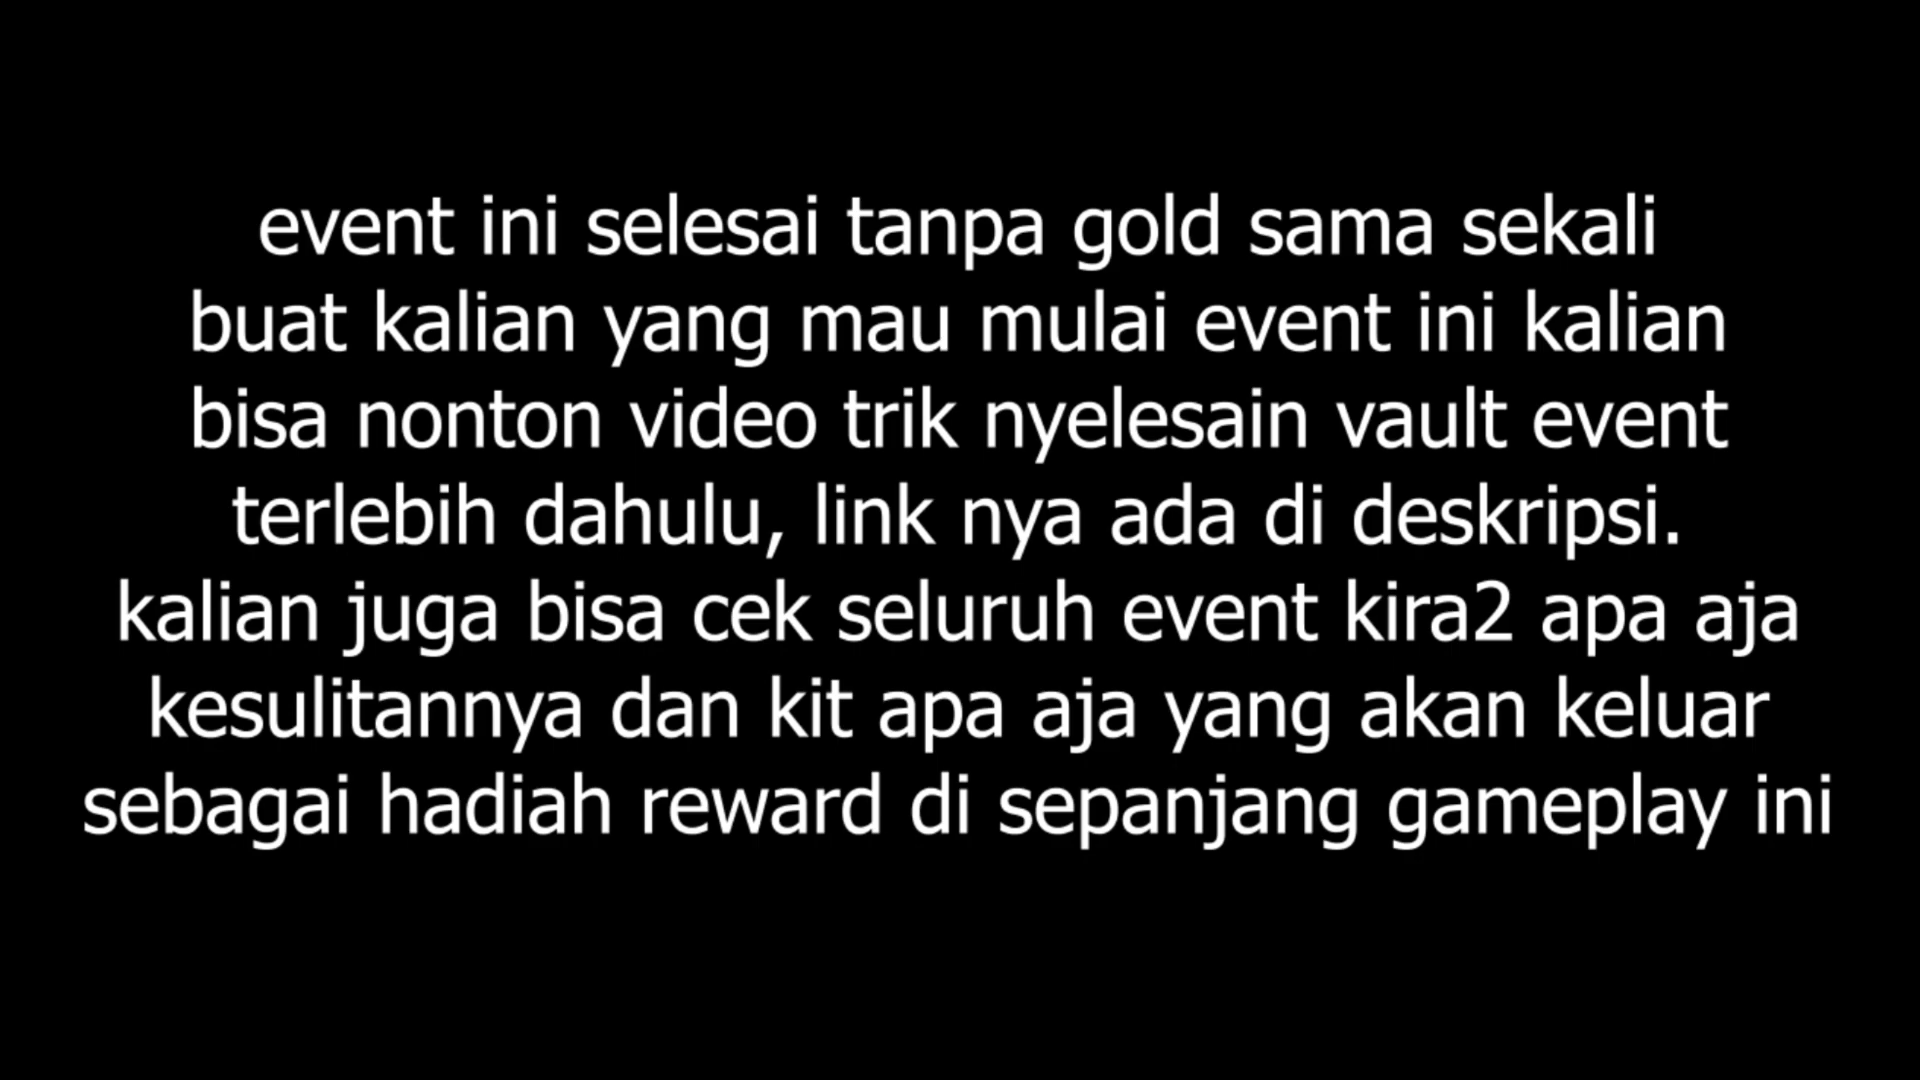 event ini selesai tanpa gold sama sekali
buat kalian yang mau mulai event ini kalian
bisa nonton video trik nyelesain vault event
terlebih dahulu, link nya ada di deskripsi.
kalian juga bisa cek seluruh event kira2 apa aja
kesulitannya dan kit apa aja yang akan keluar
sebagai hadiah reward di sepanjang gameplay ini